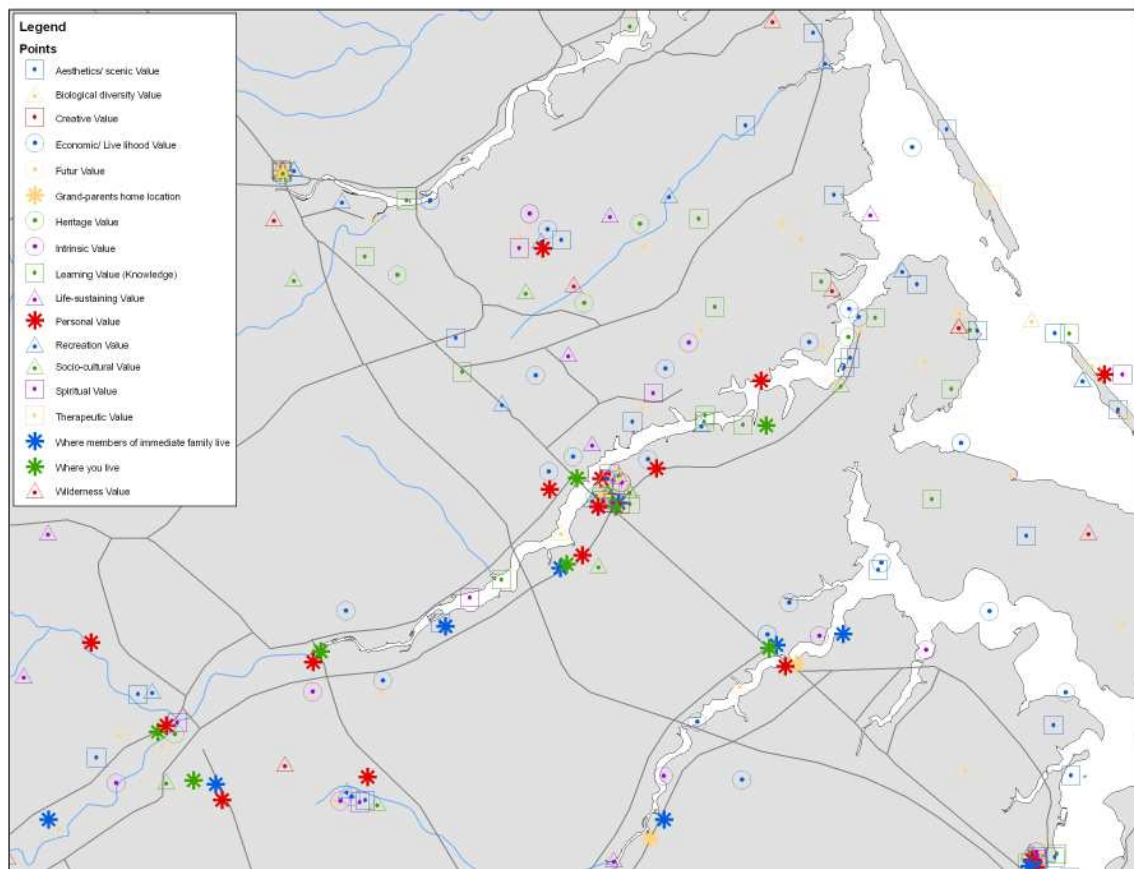 Legend
Points
Aesthetics/ scenic Value
Biological diversity Value
Creative Value
Economic/ Live lihood Value
Futur Value
Grand-parents home location
Heritage Value
Intrinsic Value
Learning Value (Knowledge)
Life-sustaining Value
Personal Value
Recreation Value
Socio-cultural Value
Spiritual Value
Therapeutic Value
Where members of immediate family live
Where you live
Wilderness Value